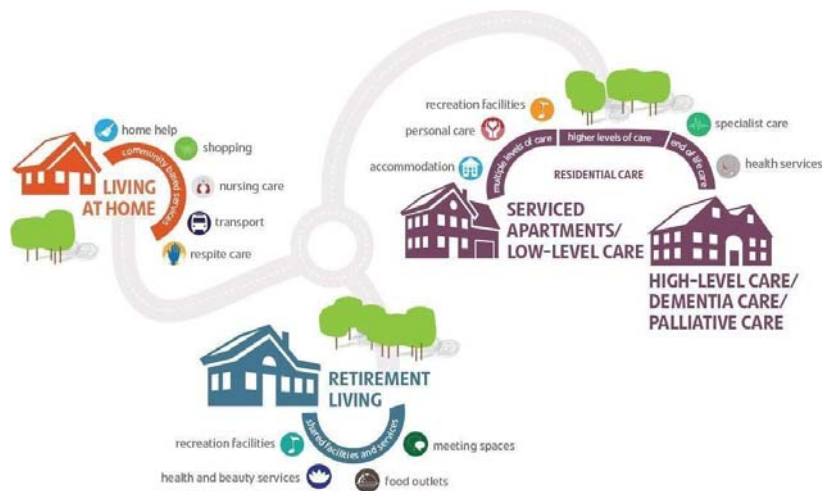 home help
shopping
nursing care
transport
respite care
community based services
LIVING
AT HOME
recreation facilities
personal care
accommodation
multiple levels of care
higher levels of care
end of life care
specialist care
health services
RESIDENTIAL CARE
SERVICED
APARTMENTS/
LOW-LEVEL CARE
HIGH-LEVEL CARE/
DEMENTIA CARE/
PALLIATIVE CARE
RETIREMENT
LIVING
shared facilities and services
recreation facilities
meeting spaces
health and beauty services
food outlets